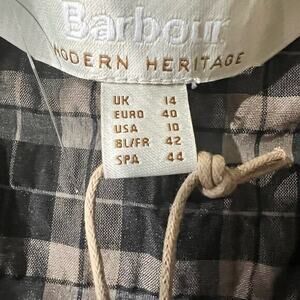 Barbour
MODERN HERITAGE
UK 14
EURO 40
USA 10
BL/FR 42
SPA 44